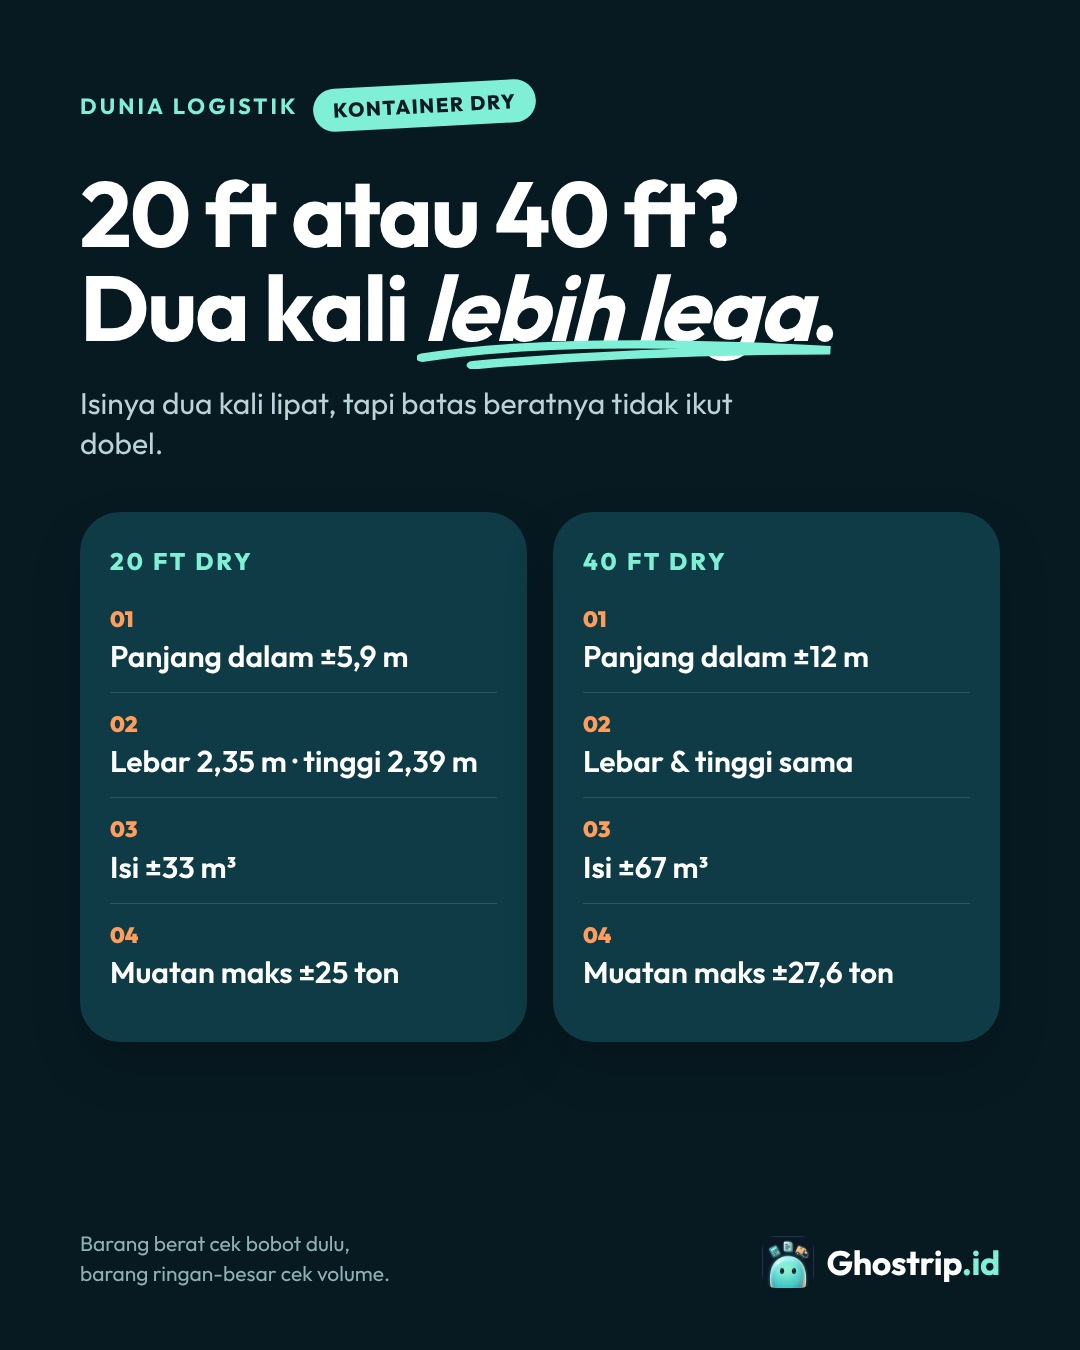 DUNIA LOGISTIK KONTAINER DRY
20 ft atau 40 ft?
Dua kali lebih lega.
Isinya dua kali lipat, tapi batas beratnya tidak ikut
dobel.
20 FT DRY
01
Panjang dalam ±5,9 m
02
Lebar 2,35 m · tinggi 2,39 m
03
Isi ±33 m³
04
Muatan maks ±25 ton
40 FT DRY
01
Panjang dalam ±12 m
02
Lebar & tinggi sama
03
Isi ±67 m³
04
Muatan maks ±27,6 ton
Barang berat cek bobot dulu,
barang ringan-besar cek volume.
Ghostrip.id